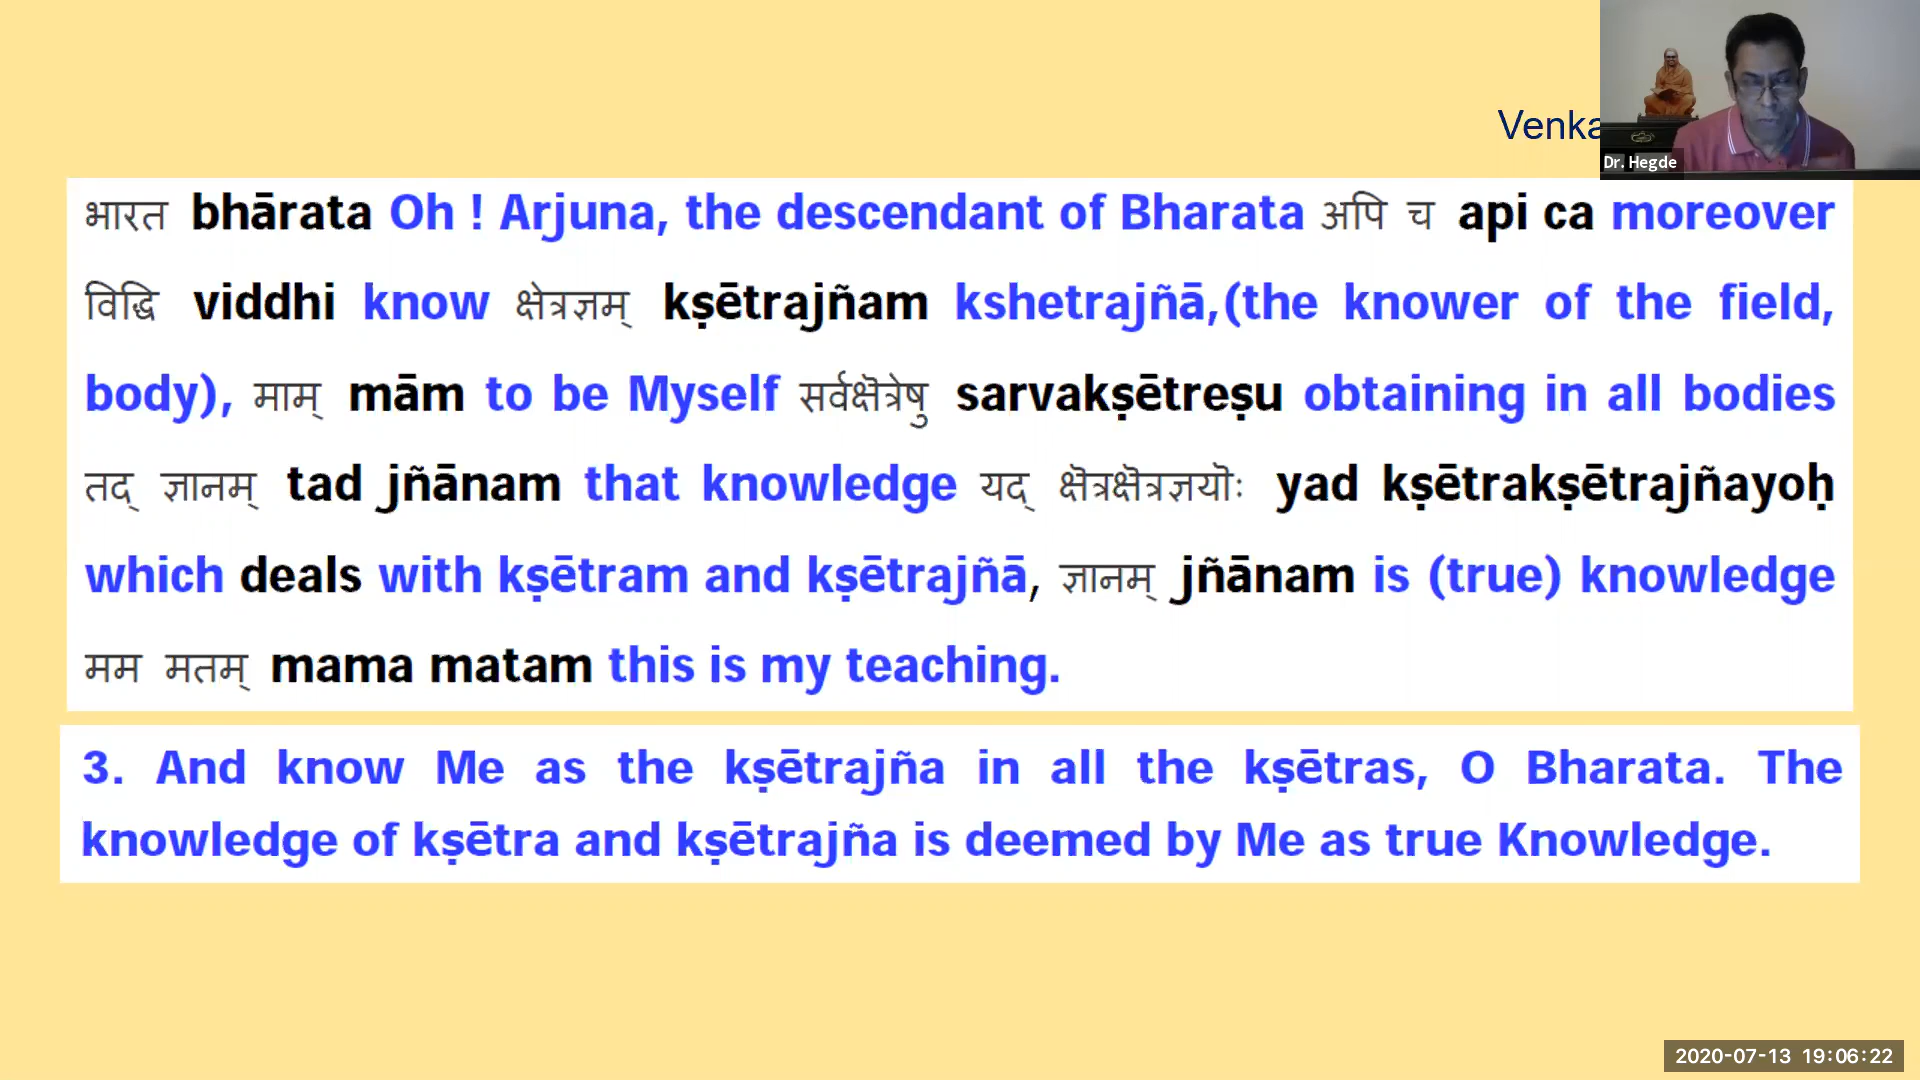 Venka
Dr. Hegde
भारत bhārata Oh ! Arjuna, the descendant of Bharata अपि च api ca moreover
विद्धि viddhi know क्षेत्रज्ञम् kṣētrajñam kshetrajñā,(the knower of the field,
body), माम् mām to be Myself सर्वक्षॆत्रेषु sarvakṣētreṣu obtaining in all bodies
तद् ज्ञानम् tad jñānam that knowledge यद् क्षॆत्रक्षॆत्रज्ञयॊः yad kṣētrakṣētrajñayoḥ
which deals with kṣētram and kṣētrajñā, ज्ञानम् jñānam is (true) knowledge
मम मतम् mama matam this is my teaching.
3. And know Me as the kṣētrajña in all the kṣētras, O Bharata. The
knowledge of kṣētra and kṣētrajña is deemed by Me as true Knowledge.
2020-07-13 19:06:22